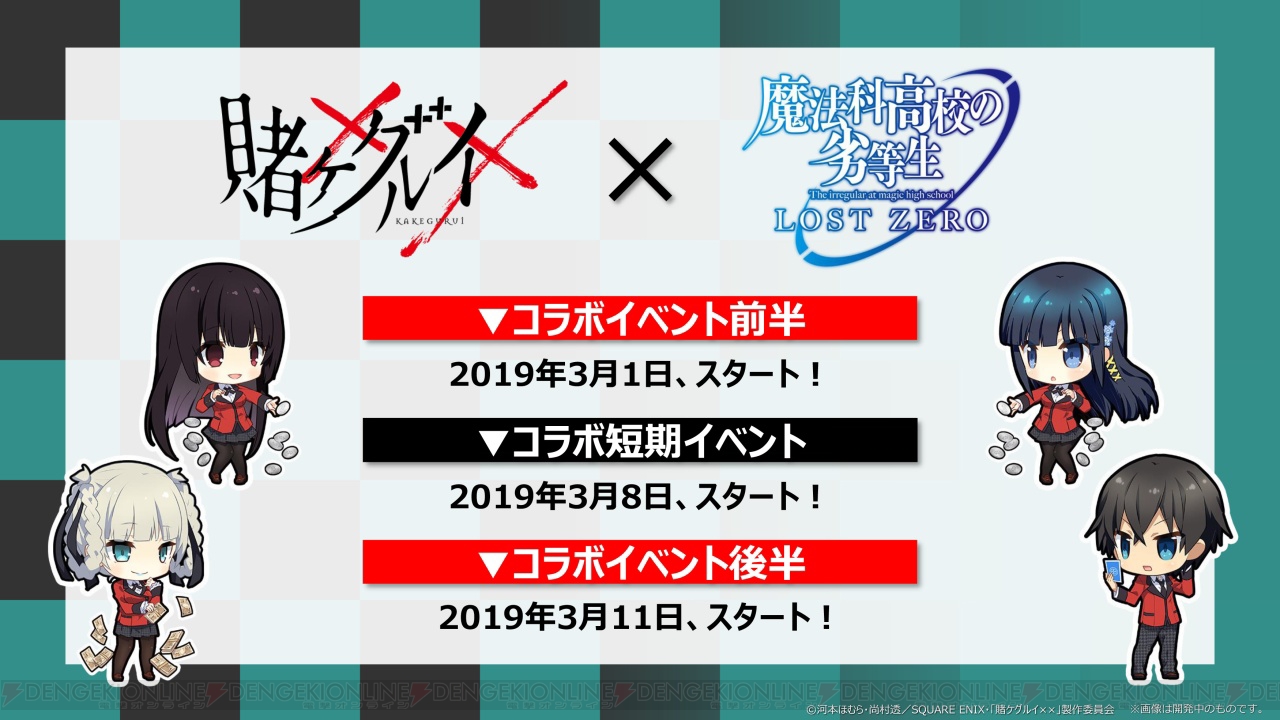 賭ケグルイ××
KAKEGURUI
×
魔法科高校の
劣等生
The irregular at magic high school
LOST ZERO
▼コラボイベント前半
2019年3月1日、スタート！
▼コラボ短期イベント
2019年3月8日、スタート！
▼コラボイベント後半
2019年3月11日、スタート！
DENGEKIONLINE DENGEKIONLINE DENGEKIONLINE DENGEKIONLINE DENGEKIONLINE DENGEKIONLINE
©河本ほむら・尚村透／SQUARE ENIX・「賭ケグルイ××」製作委員会 ※画像は開発中のものです。